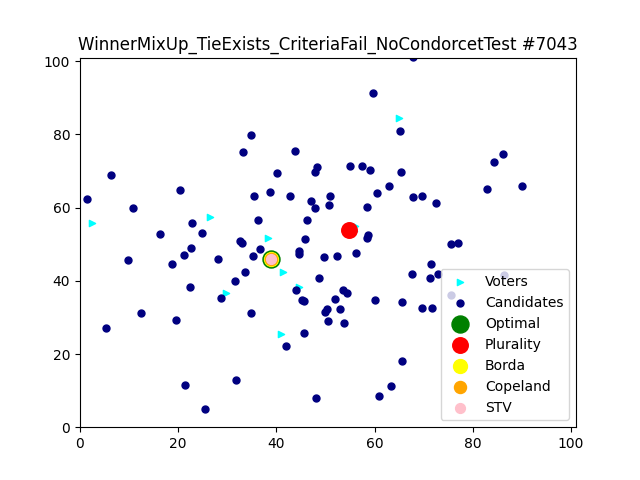 WinnerMixUp_TieExists_CriteriaFail_NoCondorcetTest #7043
100
80
60
40
20
0
0 20 40 60 80 100
Voters
Candidates
Optimal
Plurality
Borda
Copeland
STV